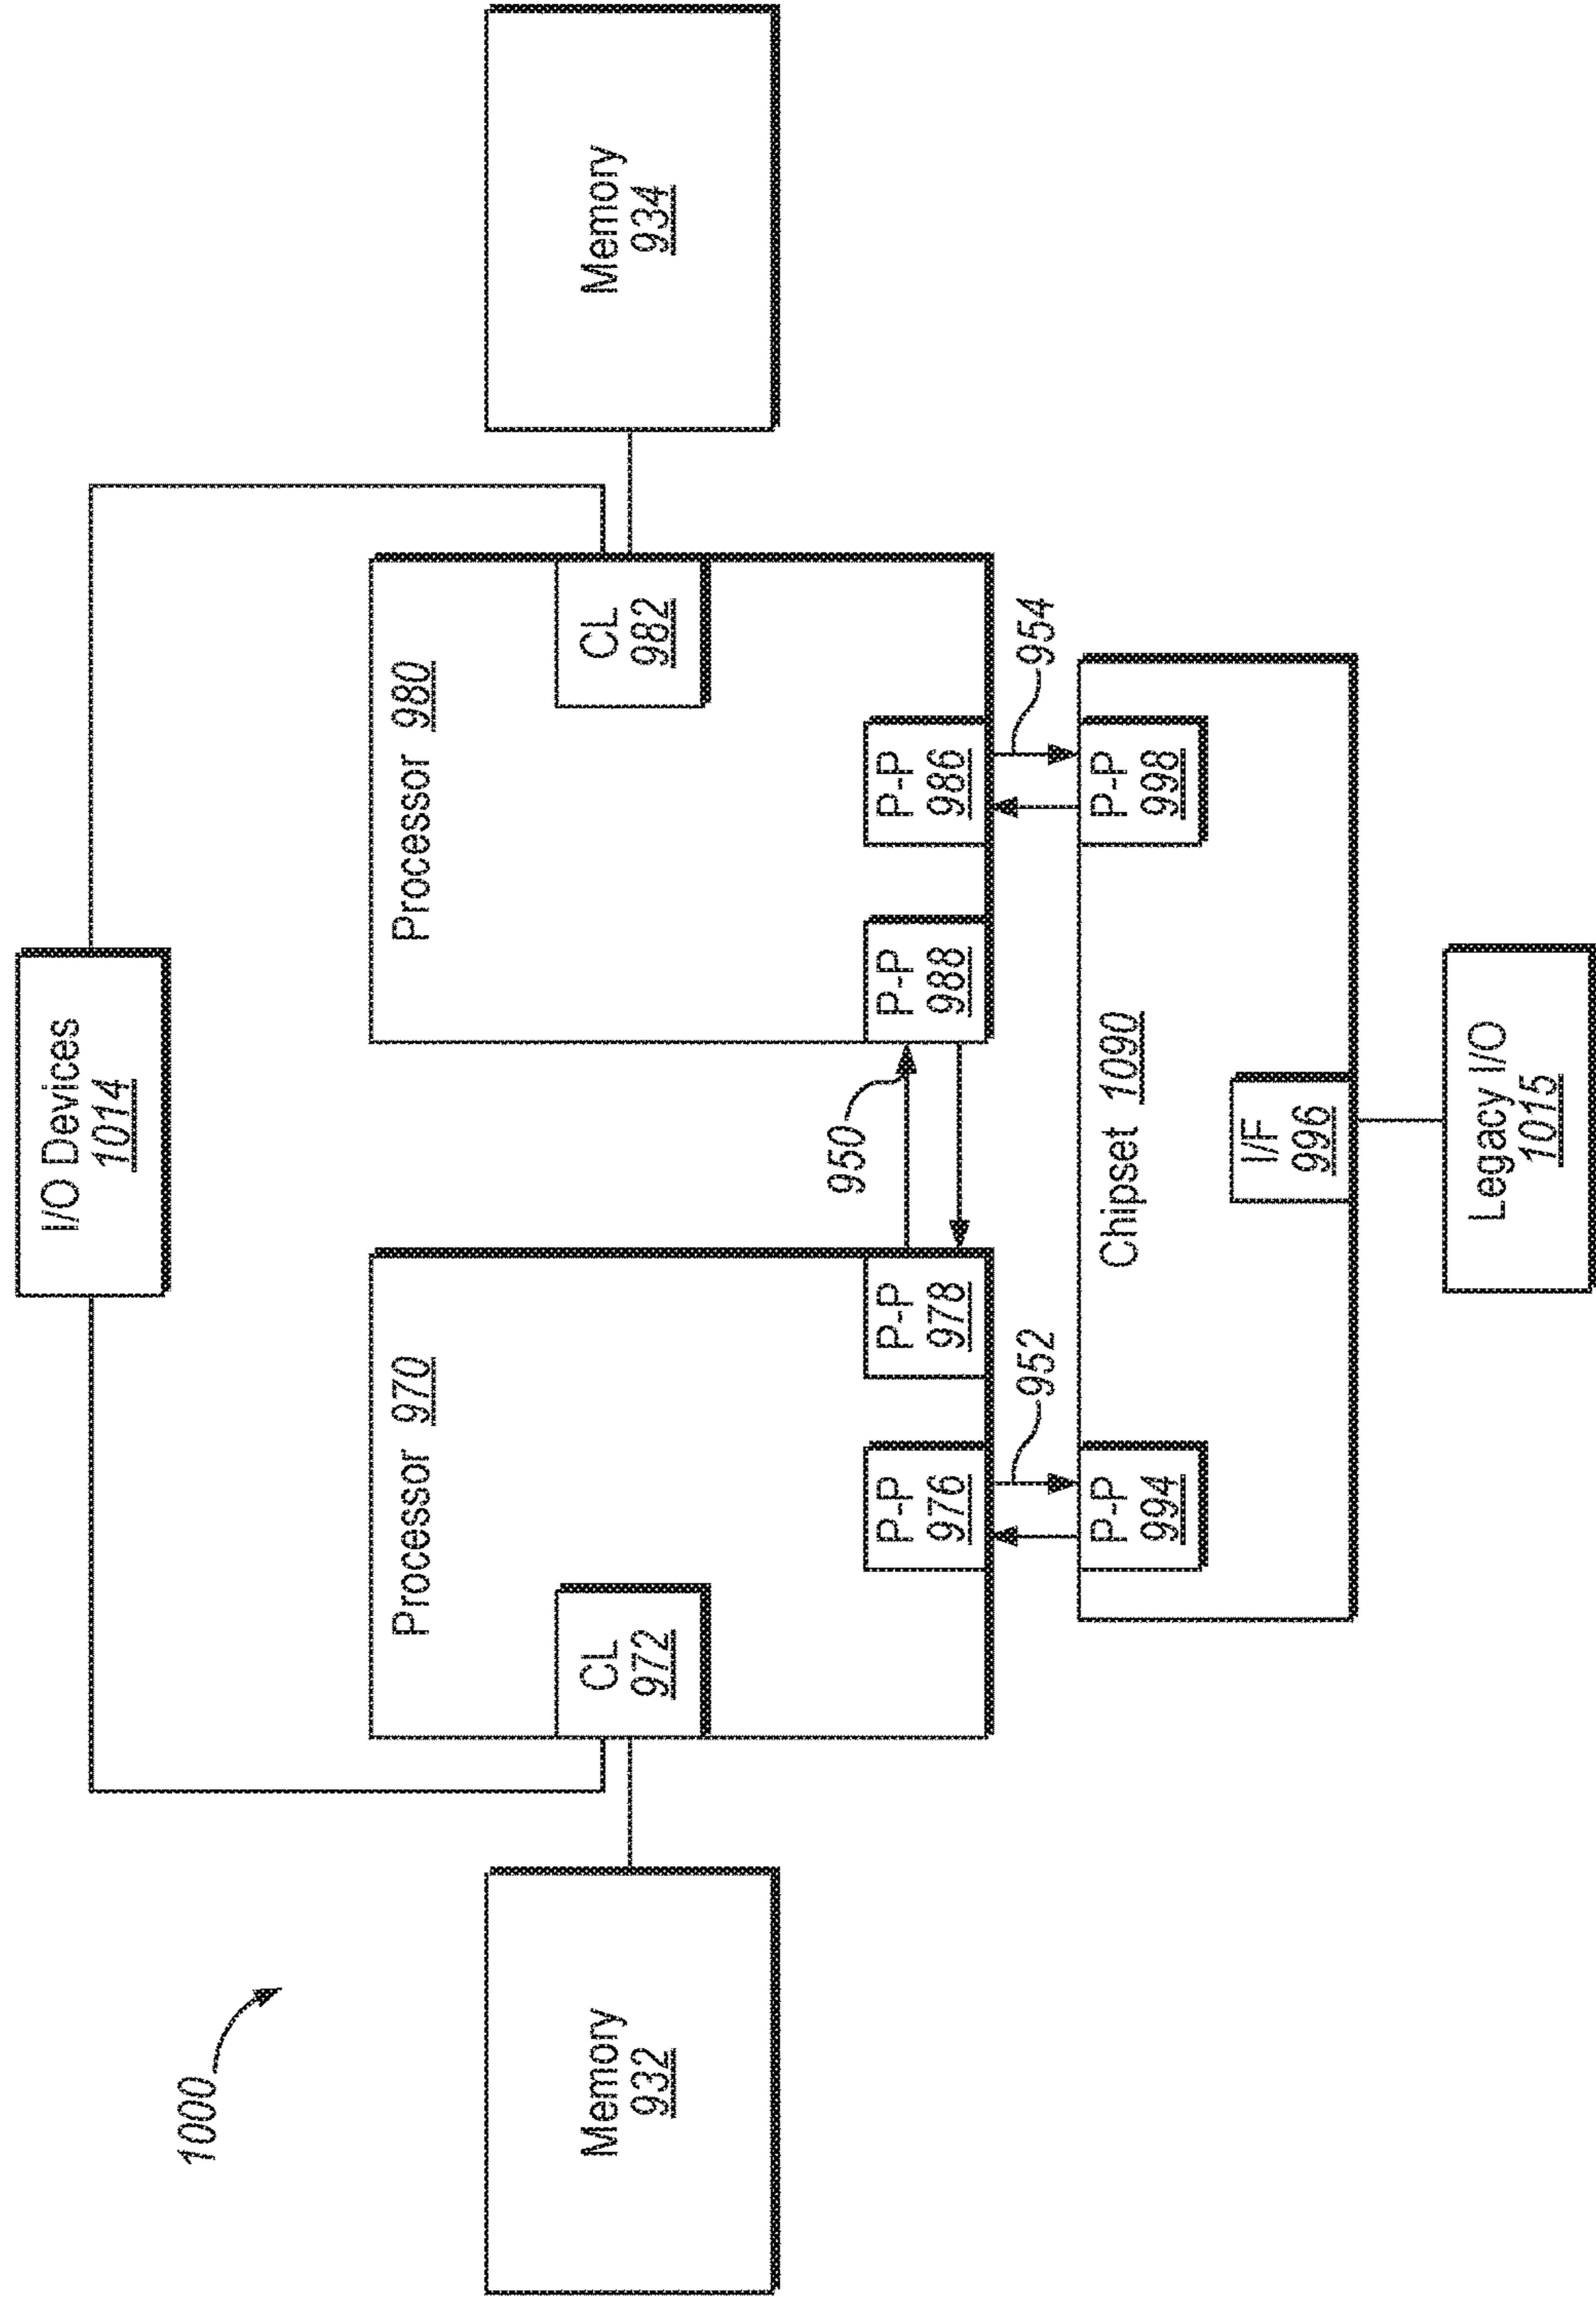 1000
I/O Devices
1014
Processor 970
Processor 980
Memory
932
CL
972
CL
982
Memory
934
950
P-P
976
P-P
978
P-P
988
P-P
986
952
954
P-P
994
Chipset 1090
P-P
998
I/F
996
Legacy I/O
1015